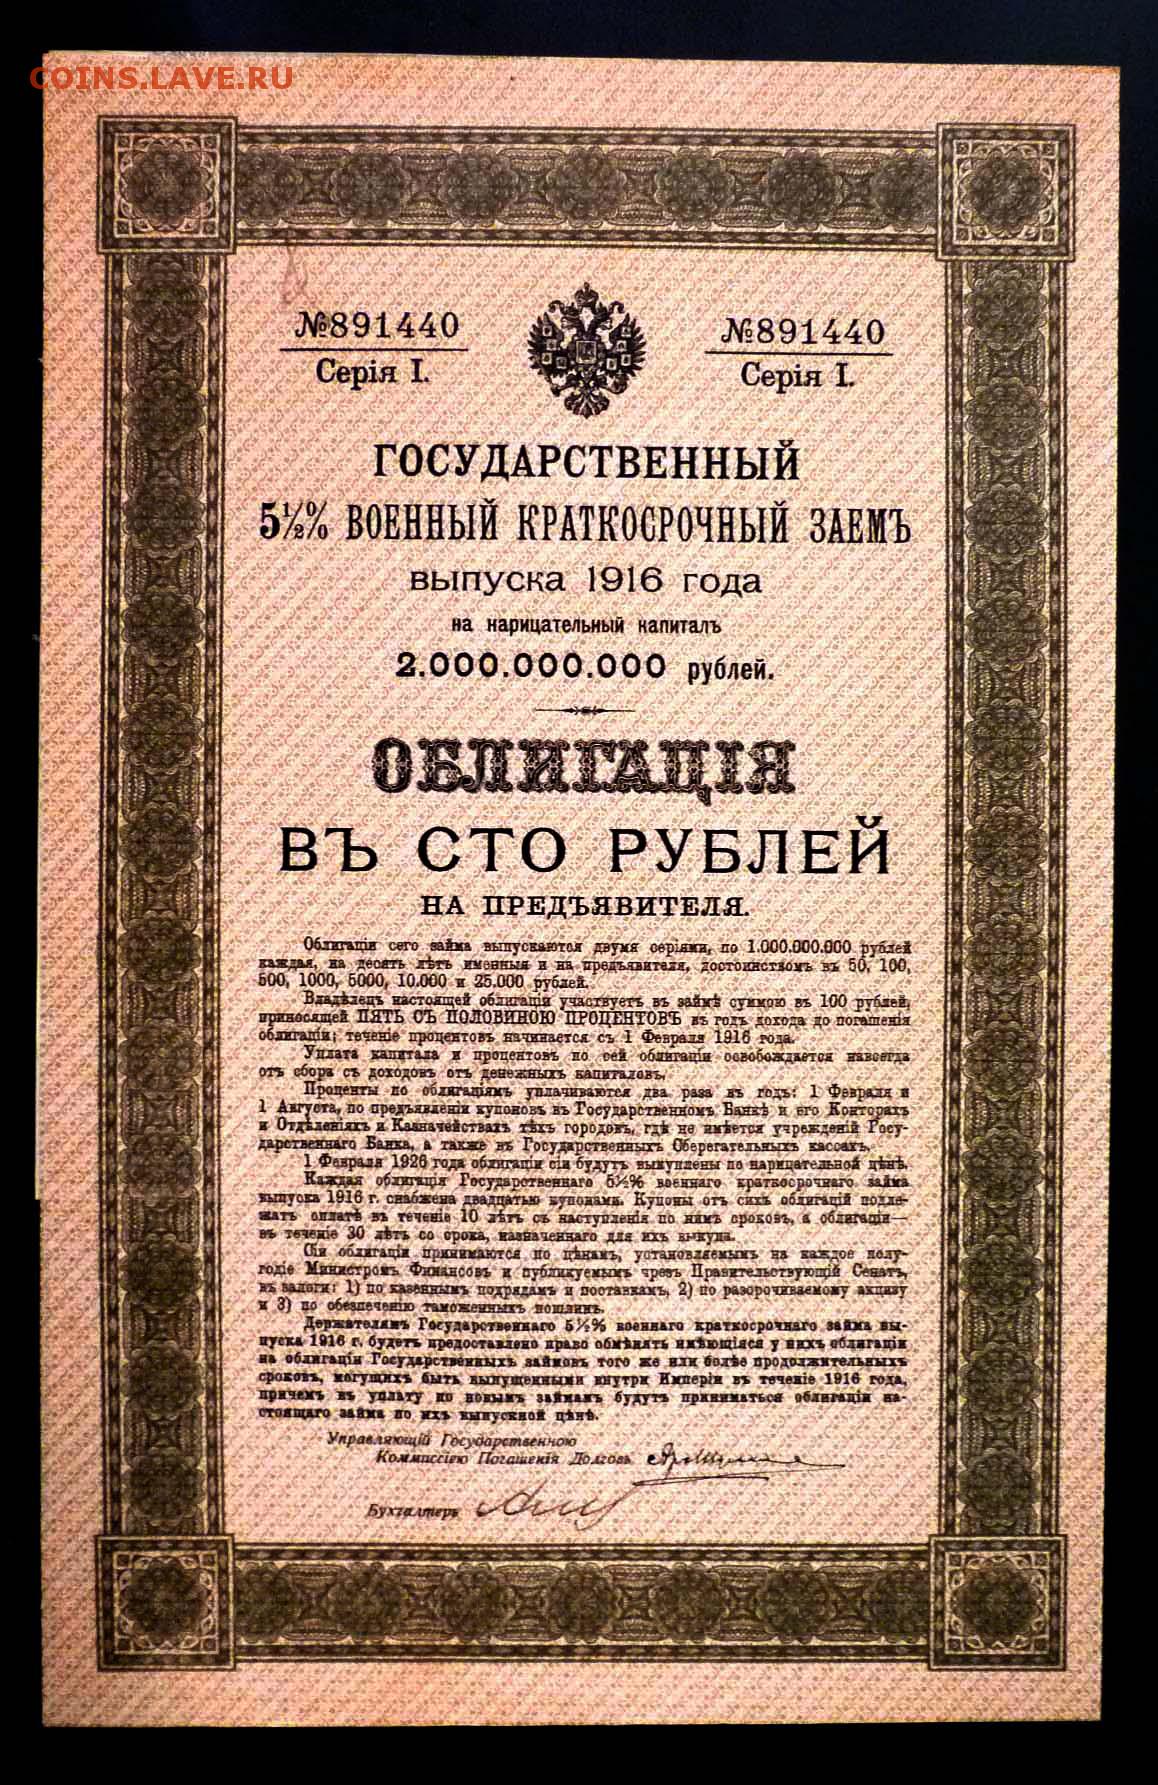 COINS.LAVE.RU
№891440
Серія I.
№891440
Серія I.
ГОСУДАРСТВЕННЫЙ
5½% ВОЕННЫЙ КРАТКОСРОЧНЫЙ ЗАЕМЪ
выпуска 1916 года
на нарицательный капиталъ
2.000.000.000 рублей.
ОБЛИГАЦІЯ
ВЪ СТО РУБЛЕЙ
НА ПРЕДЪЯВИТЕЛЯ.
Облигаціи сего займа выпускаются двумя серіями, по 1.000.000.000 рублей
каждая, на десять лѣтъ именныя и на предъявителя, достоинствомъ въ 50, 100,
500, 1000, 5000, 10.000 и 25.000 рублей.
Владѣлецъ настоящей облигаціи участвуетъ въ займѣ суммою въ 100 рублей,
приносящей ПЯТЬ СЪ ПОЛОВИНОЮ ПРОЦЕНТОВЪ въ годъ дохода до погашенія
облигаціи; теченіе процентовъ начинается съ 1 Февраля 1916 года.
Уплата капитала и процентовъ по сей облигаціи освобождается навсегда
отъ сбора съ доходовъ отъ денежныхъ капиталовъ.
Проценты по облигаціямъ уплачиваются два раза въ годъ: 1 Февраля и
1 Августа, по предъявленіи купоновъ въ Государственномъ Банкѣ и его Конторахъ
и Отдѣленіяхъ и Казначействахъ тѣхъ городовъ, гдѣ не имѣется учрежденій Госу-
дарственнаго Банка, а также въ Государственныхъ Сберегательныхъ кассахъ.
1 Февраля 1926 года облигаціи сіи будутъ выкуплены по нарицательной цѣнѣ.
Каждая облигація Государственнаго 5½% военнаго краткосрочнаго займа
выпуска 1916 г. снабжена двадцатью купонами. Купоны отъ сихъ облигацій подле-
жатъ оплатѣ въ теченіе 10 лѣтъ съ наступленія по нимъ сроковъ, а облигаціи—
въ теченіе 30 лѣтъ со срока, назначеннаго для ихъ выкупа.
Сіи облигаціи принимаются по цѣнамъ, установляемымъ на каждое полу-
годіе Министромъ Финансовъ и публикуемымъ чрезъ Правительствующій Сенатъ,
въ залоги: 1) по казеннымъ подрядамъ и поставкамъ, 2) по разсрочиваемому акцизу
и 3) по обезпеченію таможенныхъ пошлинъ.
Держателямъ Государственнаго 5½% военнаго краткосрочнаго займа вы-
пуска 1916 г. будетъ предоставлено право обмѣнять имѣющіяся у нихъ облигаціи
на облигаціи Государственныхъ займовъ того же или болѣе продолжительныхъ
сроковъ, могущихъ быть выпущенными внутри Имперіи въ теченіе 1916 года,
причемъ въ уплату по новымъ займамъ будутъ приниматься облигаціи на-
стоящаго займа по ихъ выпускной цѣнѣ.
Управляющій Государственною
Коммиссіею Погашенія Долговъ
Бухгалтеръ